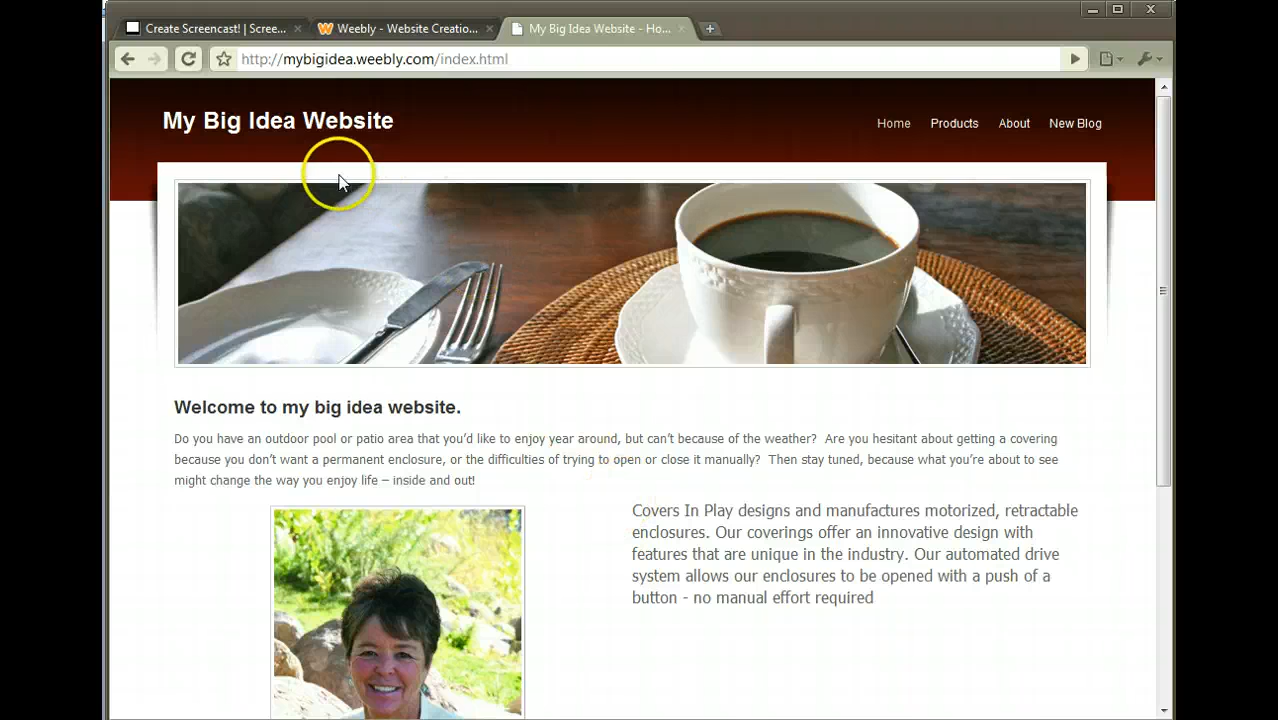 Create Screencast! | Scree...
Weebly - Website Creatio...
My Big Idea Website - Ho...
http://mybigidea.weebly.com/index.html
My Big Idea Website
Home
Products
About
New Blog
Welcome to my big idea website.
Do you have an outdoor pool or patio area that you'd like to enjoy year around, but can't because of the weather?  Are you hesitant about getting a covering
because you don't want a permanent enclosure, or the difficulties of trying to open or close it manually?  Then stay tuned, because what you're about to see
might change the way you enjoy life – inside and out!
Covers In Play designs and manufactures motorized, retractable
enclosures. Our coverings offer an innovative design with
features that are unique in the industry. Our automated drive
system allows our enclosures to be opened with a push of a
button - no manual effort required